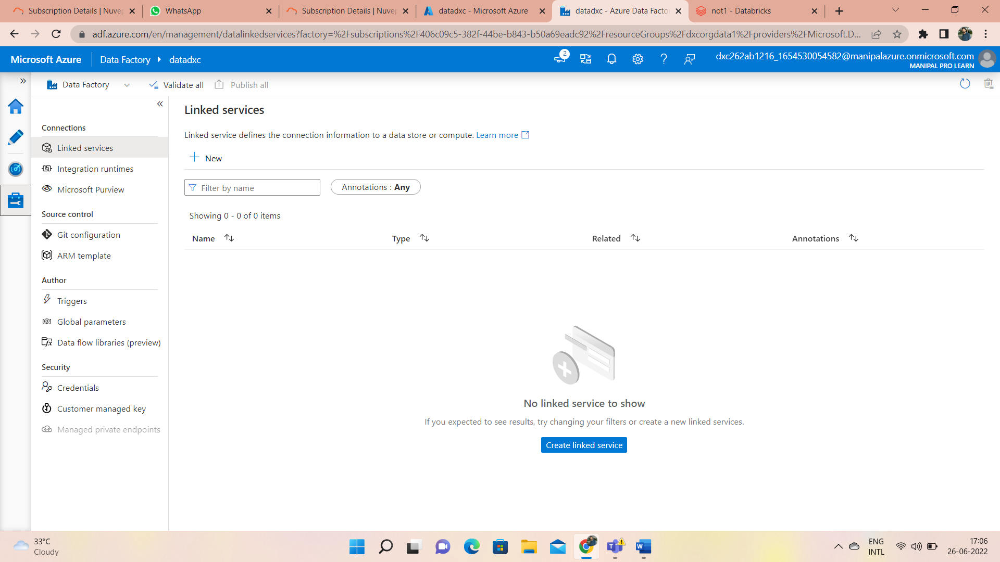 Subscription Details | Nuvep
WhatsApp
Subscription Details | Nuvep
datadxc - Microsoft Azure
datadxc - Azure Data Facto
not1 - Databricks
adf.azure.com/en/management/datalinkedservices?factory=%2Fsubscriptions%2F406c09c5-382f-44be-b843-b50a69eadc92%2FresourceGroups%2Fdxcorgdata1%2Fproviders%2FMicrosoft.D...
Microsoft Azure
Data Factory
datadxc
2
dxc262ab1216_1654530054582@manipalazure.onmicrosoft.com
MANIPAL PRO LEARN
Data Factory
Validate all
Publish all
Connections
Linked services
Integration runtimes
Microsoft Purview
Source control
Git configuration
ARM template
Author
Triggers
Global parameters
Data flow libraries (preview)
Security
Credentials
Customer managed key
Managed private endpoints
Linked services
Linked service defines the connection information to a data store or compute. Learn more
New
Filter by name
Annotations : Any
Showing 0 - 0 of 0 items
Name
Type
Related
Annotations
No linked service to show
If you expected to see results, try changing your filters or create a new linked services.
Create linked service
33°C
Cloudy
ENG
INTL
17:06
26-06-2022